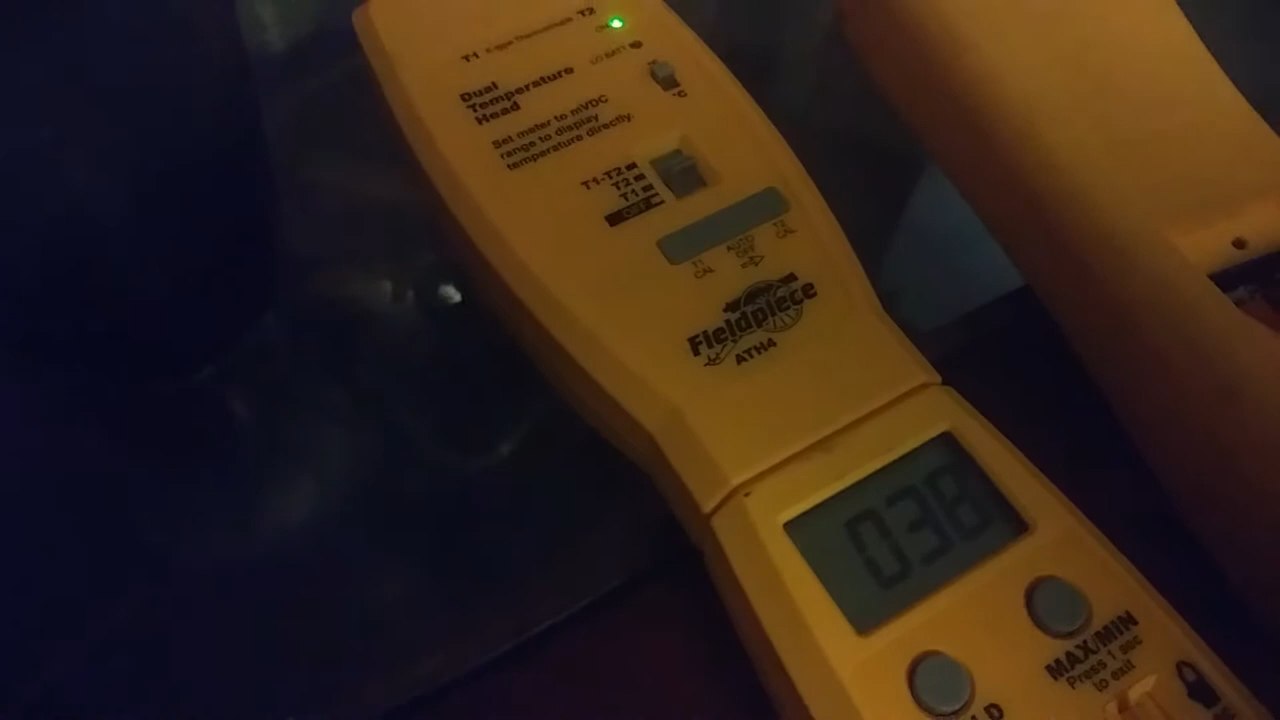 T1 K-type Thermocouple T2
ON
LO BATT
°C
Dual
Temperature
Head
Set meter to mVDC
range to display
temperature directly.
T1-T2
T2
T1
OFF
T1 CAL
AUTO OFF
T2 CAL
Fieldpiece
ATH4
038
MAX/MIN
Press 1 sec
to exit